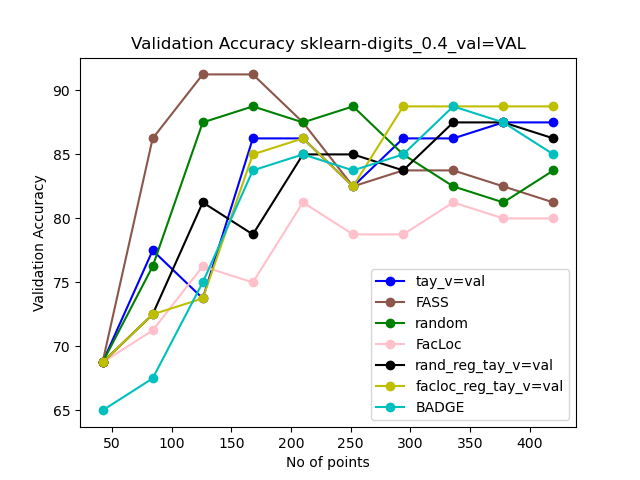 Validation Accuracy sklearn-digits_0.4_val=VAL
Validation Accuracy
90
85
80
75
70
65
50 100 150 200 250 300 350 400
No of points
tay_v=val
FASS
random
FacLoc
rand_reg_tay_v=val
facloc_reg_tay_v=val
BADGE